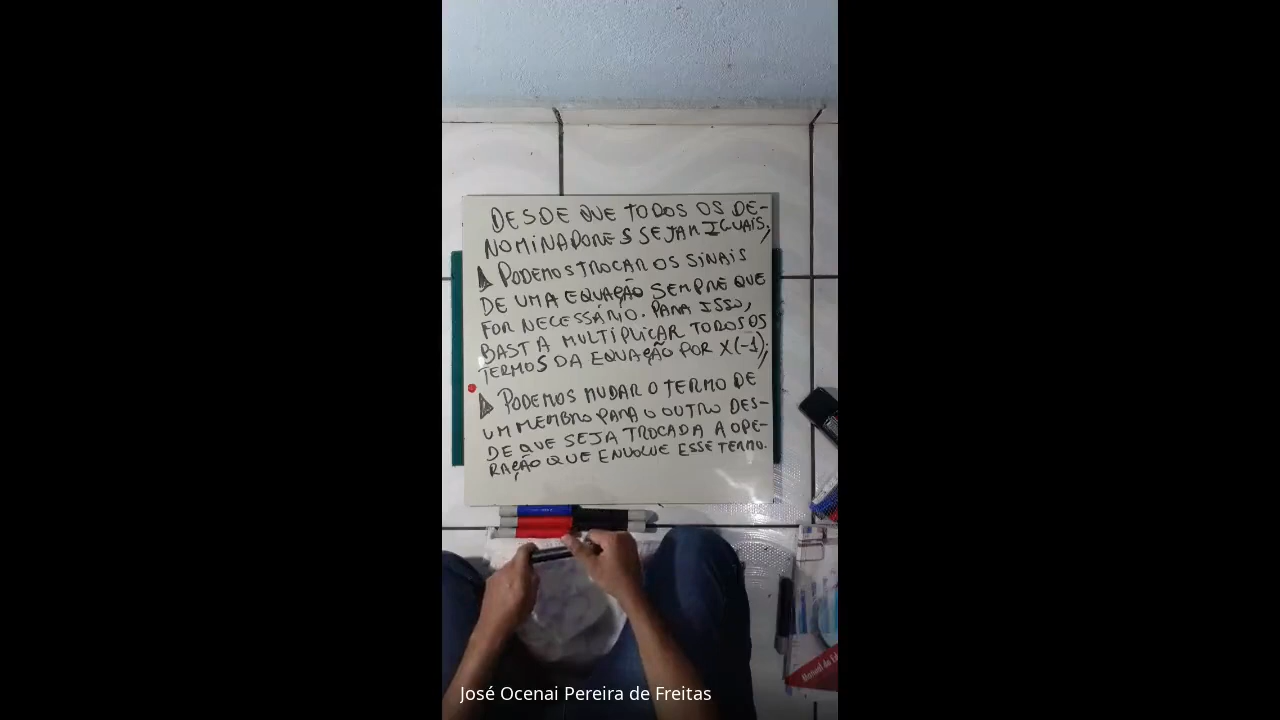 DESDE QUE TODOS OS DE-
NOMINADORES SEJAM IGUAIS;
PODEMOS TROCAR OS SINAIS
DE UMA EQUAÇÃO SEMPRE QUE
FOR NECESSÁRIO. PARA ISSO,
BASTA MULTIPLICAR TODOS OS
TERMOS DA EQUAÇÃO POR X(-1);
PODEMOS MUDAR O TERMO DE
UM MEMBRO PARA O OUTRO DES-
DE QUE SEJA TROCADA A OPE-
RAÇÃO QUE ENVOLVE ESSE TERMO.
José Ocenai Pereira de Freitas